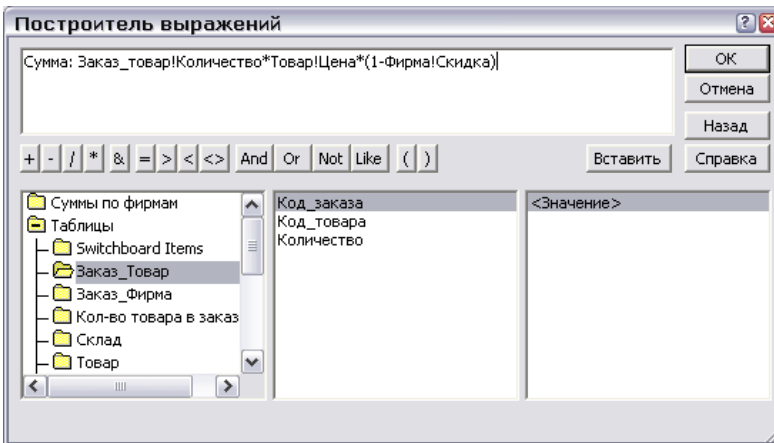 Построитель выражений
Сумма: Заказ_товар!Количество*Товар!Цена*(1-Фирма!Скидка)
ОК
Отмена
Назад
+ - / * & = > < <> And Or Not Like ( ) Вставить Справка
Суммы по фирмам
Таблицы
Switchboard Items
Заказ_Товар
Заказ_Фирма
Кол-во товара в заказ
Склад
Товар
Код_заказа
Код_товара
Количество
<Значение>